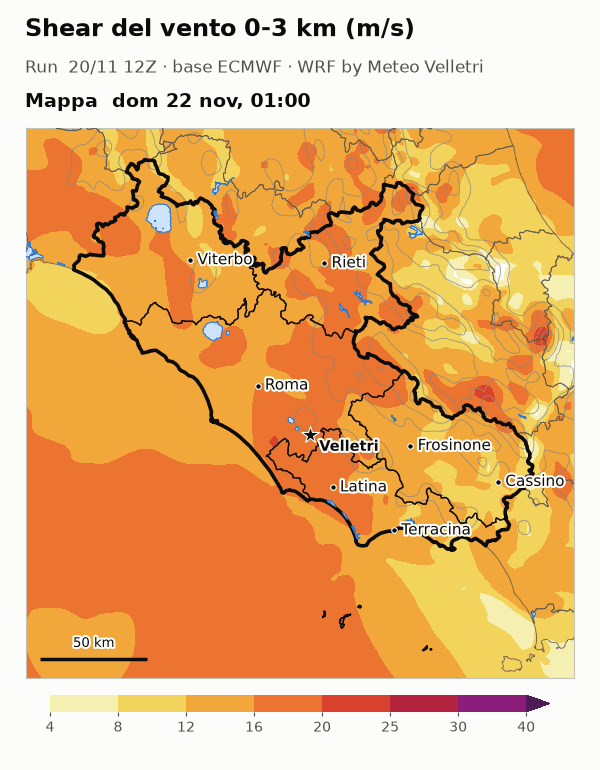 Shear del vento 0-3 km (m/s)
Run  20/11 12Z · base ECMWF · WRF by Meteo Velletri
Mappa  dom 22 nov, 01:00
Viterbo
Rieti
Roma
Velletri
Frosinone
Cassino
Latina
Terracina
50 km
4 8 12 16 20 25 30 40